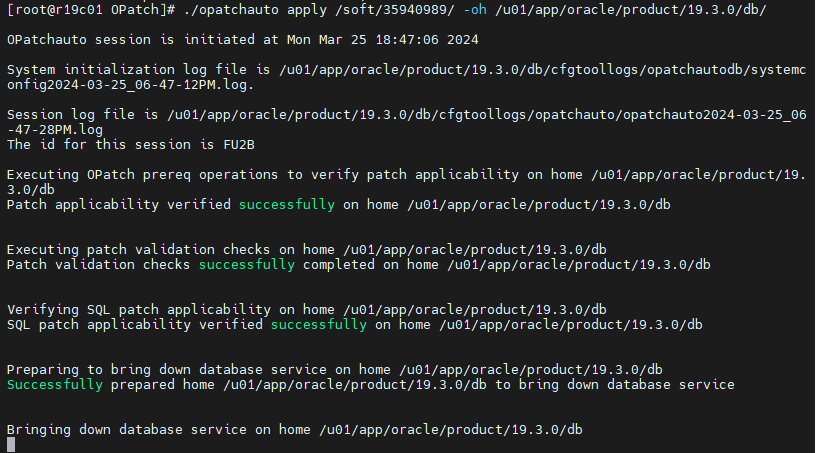 [root@r19c01 OPatch]# ./opatchauto apply /soft/35940989/ -oh /u01/app/oracle/product/19.3.0/db/
OPatchauto session is initiated at Mon Mar 25 18:47:06 2024
System initialization log file is /u01/app/oracle/product/19.3.0/db/cfgtoollogs/opatchautodb/systemc
onfig2024-03-25_06-47-12PM.log.
Session log file is /u01/app/oracle/product/19.3.0/db/cfgtoollogs/opatchauto/opatchauto2024-03-25_06
-47-28PM.log
The id for this session is FU2B
Executing OPatch prereq operations to verify patch applicability on home /u01/app/oracle/product/19.
3.0/db
Patch applicability verified successfully on home /u01/app/oracle/product/19.3.0/db
Executing patch validation checks on home /u01/app/oracle/product/19.3.0/db
Patch validation checks successfully completed on home /u01/app/oracle/product/19.3.0/db
Verifying SQL patch applicability on home /u01/app/oracle/product/19.3.0/db
SQL patch applicability verified successfully on home /u01/app/oracle/product/19.3.0/db
Preparing to bring down database service on home /u01/app/oracle/product/19.3.0/db
Successfully prepared home /u01/app/oracle/product/19.3.0/db to bring down database service
Bringing down database service on home /u01/app/oracle/product/19.3.0/db